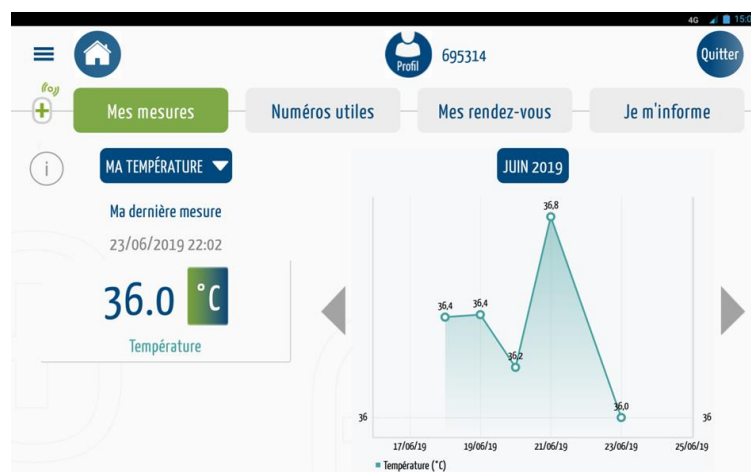 4G 15:0
Profil
695314
Quitter
Mes mesures
Numéros utiles
Mes rendez-vous
Je m'informe
i
MA TEMPÉRATURE
JUIN 2019
Ma dernière mesure
23/06/2019 22:02
36.0 °C
Température
36,8
36,4
36,4
36,2
36,0
36
36
17/06/19
19/06/19
21/06/19
23/06/19
25/06/19
Température (°C)